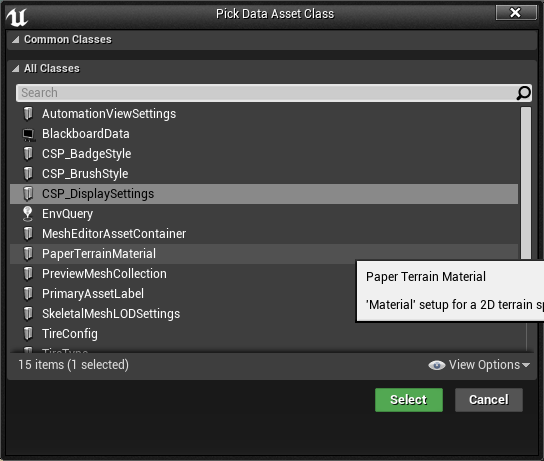 Pick Data Asset Class
Common Classes
All Classes
Search
AutomationViewSettings
BlackboardData
CSP_BadgeStyle
CSP_BrushStyle
CSP_DisplaySettings
EnvQuery
MeshEditorAssetContainer
PaperTerrainMaterial
PreviewMeshCollection
PrimaryAssetLabel
SkeletalMeshLODSettings
TireConfig
TireType
Paper Terrain Material
'Material' setup for a 2D terrain sp
15 items (1 selected)
View Options
Select
Cancel